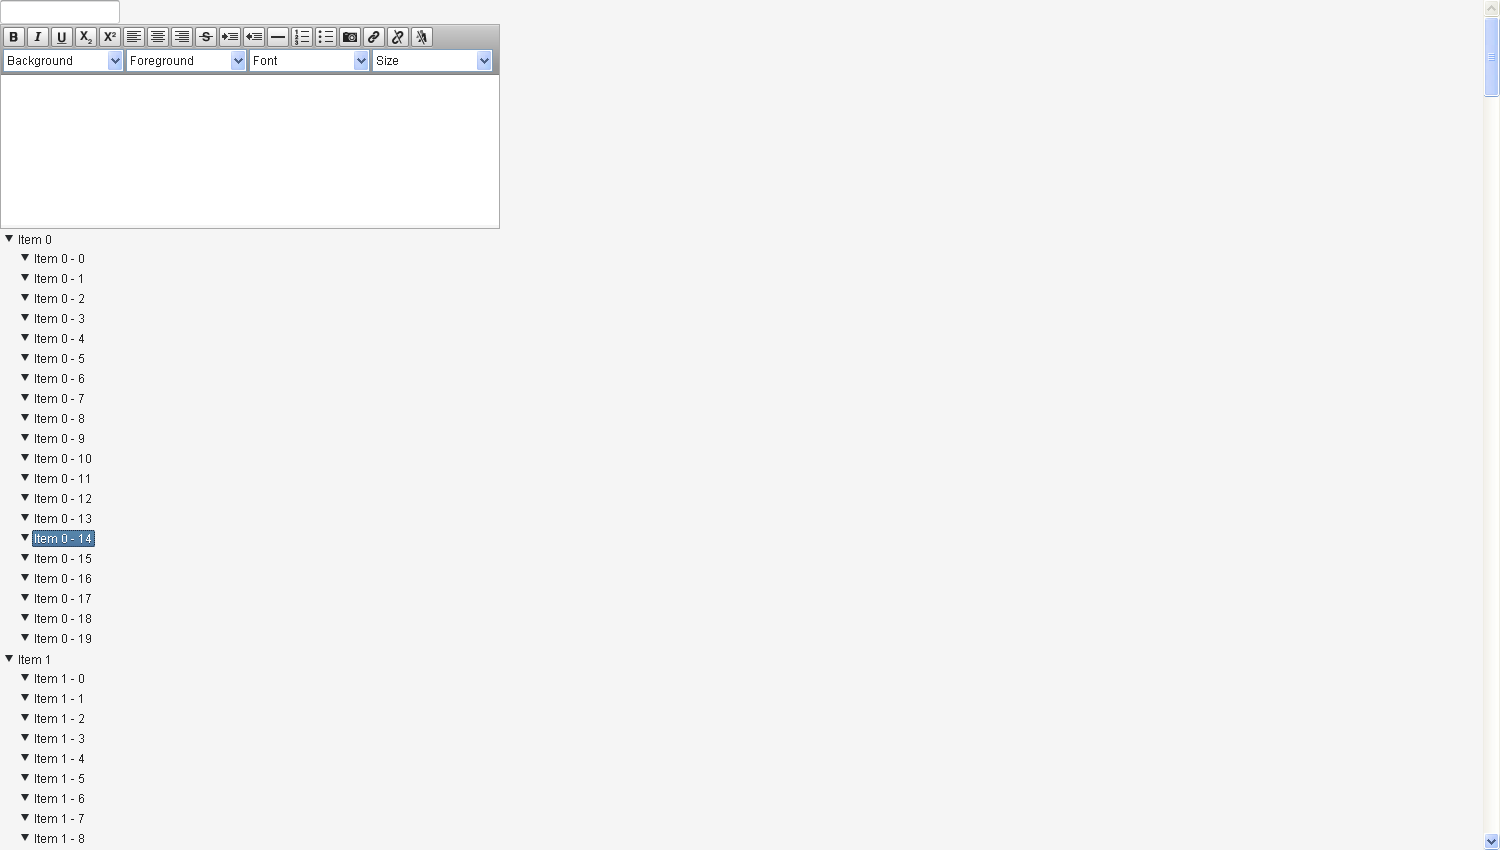 B I U X₂ X² S
Background Foreground Font Size
Item 0
Item 0 - 0
Item 0 - 1
Item 0 - 2
Item 0 - 3
Item 0 - 4
Item 0 - 5
Item 0 - 6
Item 0 - 7
Item 0 - 8
Item 0 - 9
Item 0 - 10
Item 0 - 11
Item 0 - 12
Item 0 - 13
Item 0 - 14
Item 0 - 15
Item 0 - 16
Item 0 - 17
Item 0 - 18
Item 0 - 19
Item 1
Item 1 - 0
Item 1 - 1
Item 1 - 2
Item 1 - 3
Item 1 - 4
Item 1 - 5
Item 1 - 6
Item 1 - 7
Item 1 - 8